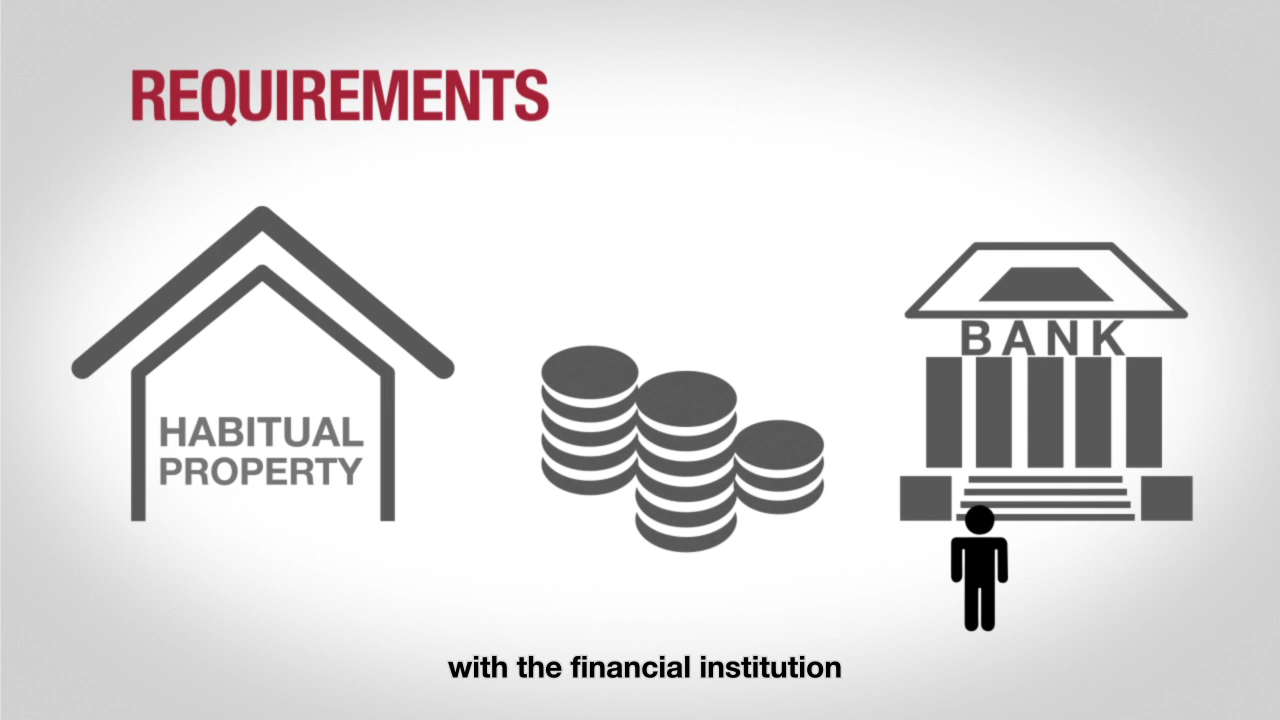 REQUIREMENTS
HABITUAL
PROPERTY
BANK
with the financial institution